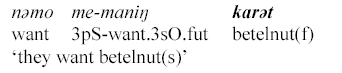 nəmo me-maniŋ karət
want 3pS-want.3sO.fut betelnut(f)
‘they want betelnut(s)’